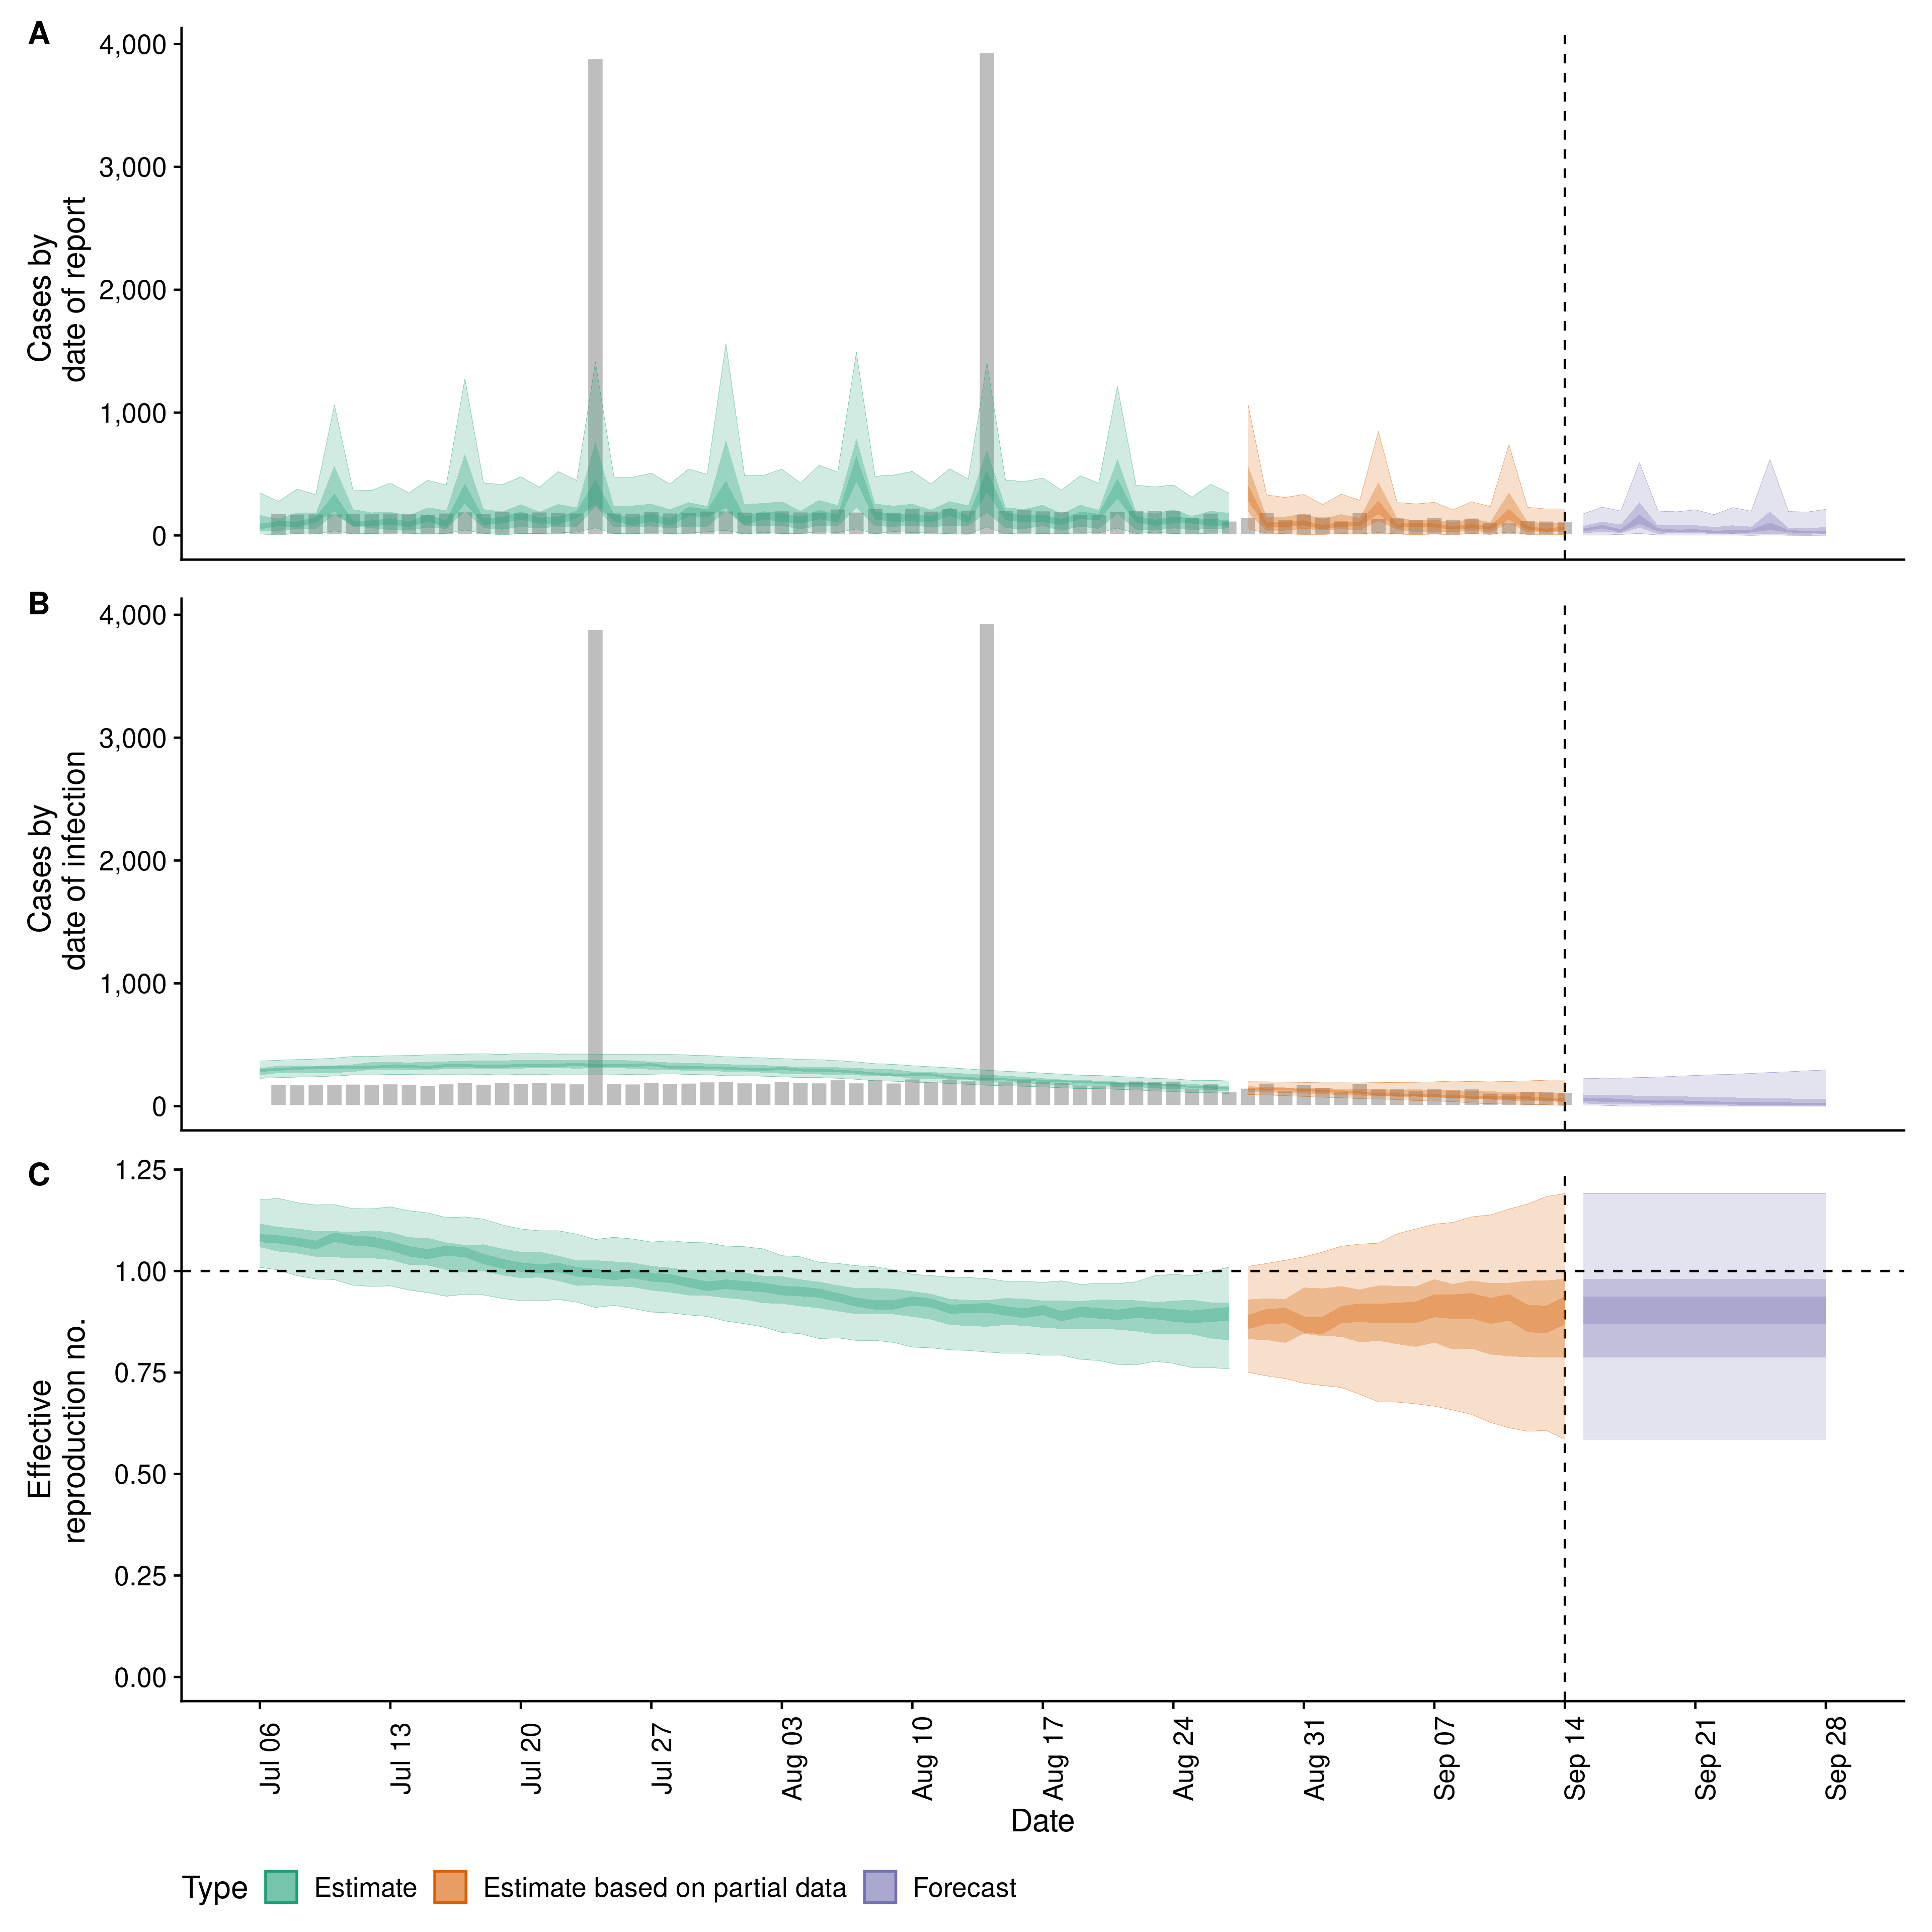 A
Cases by
date of report
4,000
3,000
2,000
1,000
0
B
Cases by
date of infection
4,000
3,000
2,000
1,000
0
C
Effective
reproduction no.
1.25
1.00
0.75
0.50
0.25
0.00
Jul 06
Jul 13
Jul 20
Jul 27
Aug 03
Aug 10
Aug 17
Aug 24
Aug 31
Sep 07
Sep 14
Sep 21
Sep 28
Date
Type Estimate Estimate based on partial data Forecast